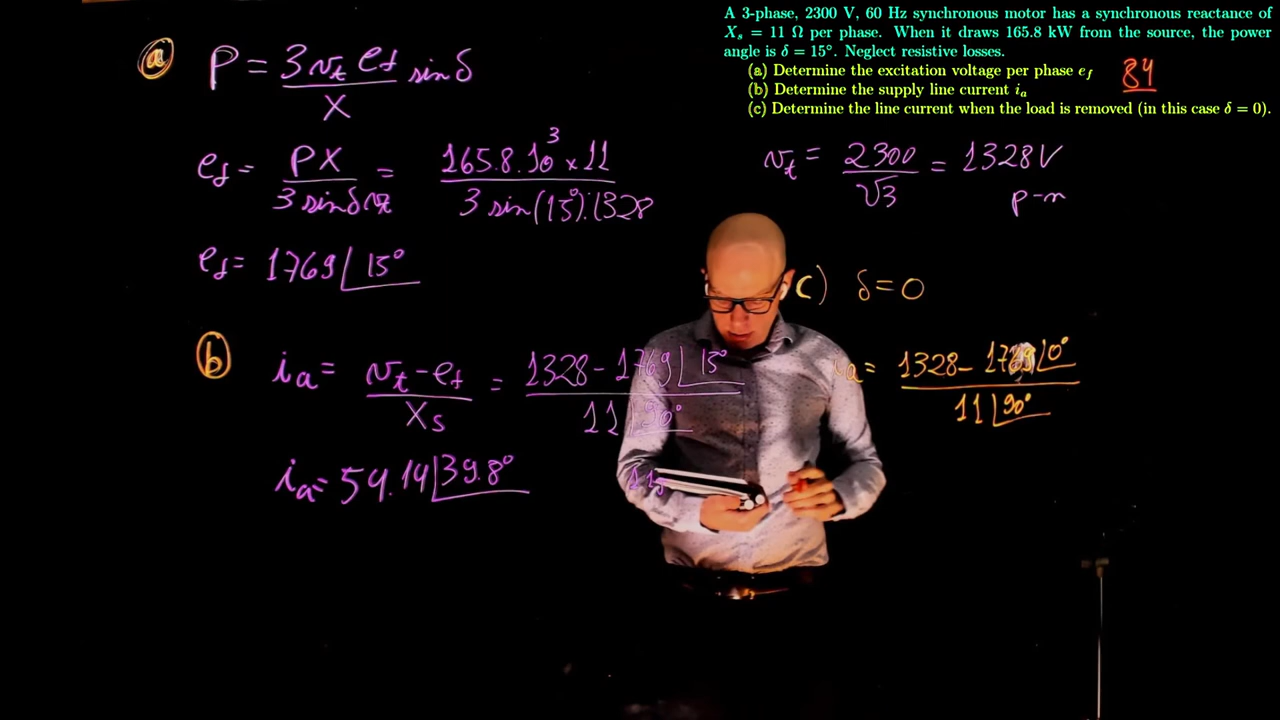 A 3-phase, 2300 V, 60 Hz synchronous motor has a synchronous reactance of
Xs = 11 Ω per phase. When it draws 165.8 kW from the source, the power
angle is δ = 15°. Neglect resistive losses.
(a) Determine the excitation voltage per phase ef
(b) Determine the supply line current ia
(c) Determine the line current when the load is removed (in this case δ = 0).
84
a P = 3 vt ef / X sin δ
ef = PX / 3 sin δ vt = 165.8·10³ × 11 / 3 sin(15°)·1328
vt = 2300 / √3 = 1328 V
p-n
ef = 1769 ∠15°
b ia = vt - ef / Xs = 1328 - 1769 ∠15° / 11 ∠90°
ia = 54.14 ∠39.8°
c) δ = 0
ia = 1328 - 1769 ∠0° / 11 ∠90°